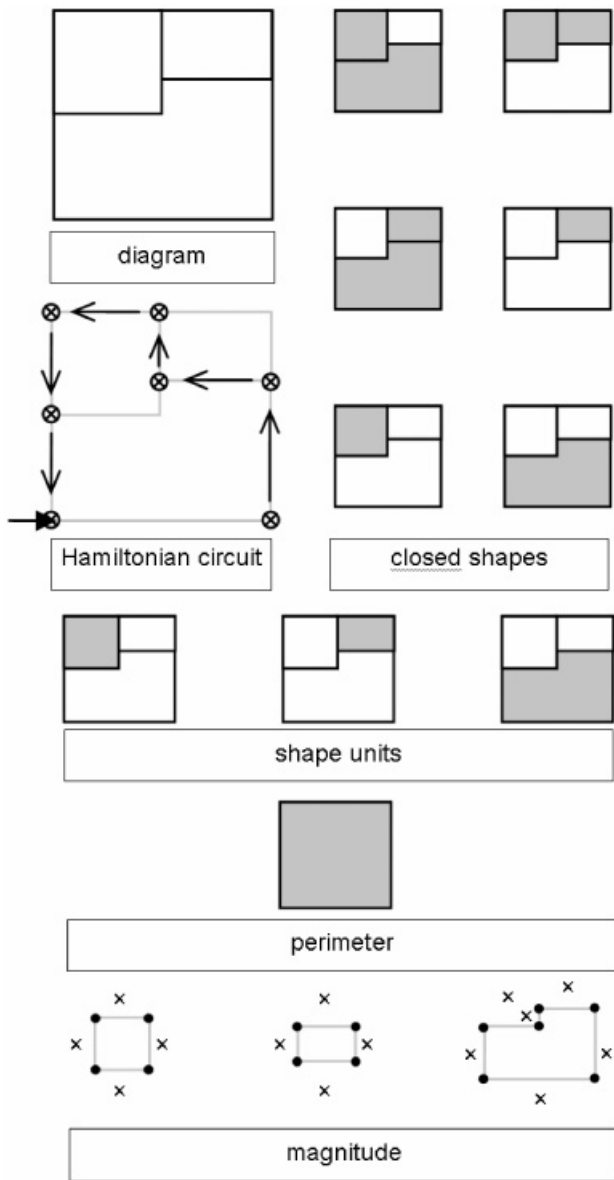 diagram
Hamiltonian circuit
closed shapes
shape units
perimeter
magnitude